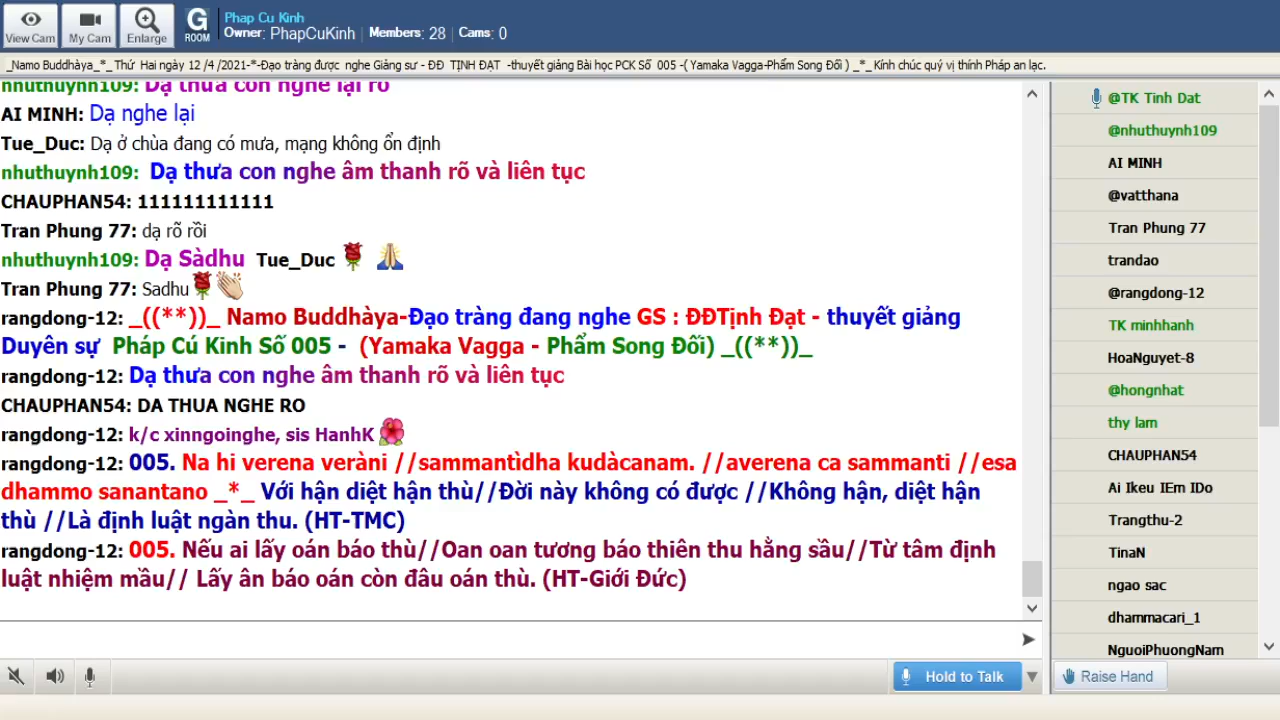 View Cam
My Cam
Enlarge
G
ROOM
Phap Cu Kinh
Owner: PhapCuKinh Members: 28 Cams: 0
_Namo Buddhàya_*_ Thứ Hai ngày 12 /4 /2021-*-Đạo tràng được nghe Giảng sư - ĐĐ TỊNH ĐẠT -thuyết giảng Bài học PCK Số 005 -( Yamaka Vagga-Phẩm Song Đối ) _*_ Kính chúc quý vị thính Pháp an lạc.
nhuthuynh109: Dạ thưa con nghe lại rõ
AI MINH: Dạ nghe lại
Tue_Duc: Dạ ở chùa đang có mưa, mạng không ổn định
nhuthuynh109: Dạ thưa con nghe âm thanh rõ và liên tục
CHAUPHAN54: 111111111111
Tran Phung 77: dạ rõ rồi
nhuthuynh109: Dạ Sàdhu Tue_Duc
Tran Phung 77: Sadhu
rangdong-12: _((**))_ Namo Buddhàya-Đạo tràng đang nghe GS : ĐĐTịnh Đạt - thuyết giảng
Duyên sự Pháp Cú Kinh Số 005 - (Yamaka Vagga - Phẩm Song Đối) _((**))_
rangdong-12: Dạ thưa con nghe âm thanh rõ và liên tục
CHAUPHAN54: DA THUA NGHE RO
rangdong-12: k/c xinngoinghe, sis HanhK
rangdong-12: 005. Na hi verena veràni //sammantìdha kudàcanam. //averena ca sammanti //esa
dhammo sanantano _*_ Với hận diệt hận thù//Đời này không có được //Không hận, diệt hận
thù //Là định luật ngàn thu. (HT-TMC)
rangdong-12: 005. Nếu ai lấy oán báo thù//Oan oan tương báo thiên thu hằng sầu//Từ tâm định
luật nhiệm mầu// Lấy ân báo oán còn đâu oán thù. (HT-Giới Đức)
Hold to Talk
@TK Tinh Dat
@nhuthuynh109
AI MINH
@vatthana
Tran Phung 77
trandao
@rangdong-12
TK minhhanh
HoaNguyet-8
@hongnhat
thy lam
CHAUPHAN54
Ai Ikeu IEm IDo
Trangthu-2
TinaN
ngao sac
dhammacari_1
NguoiPhuongNam
Raise Hand